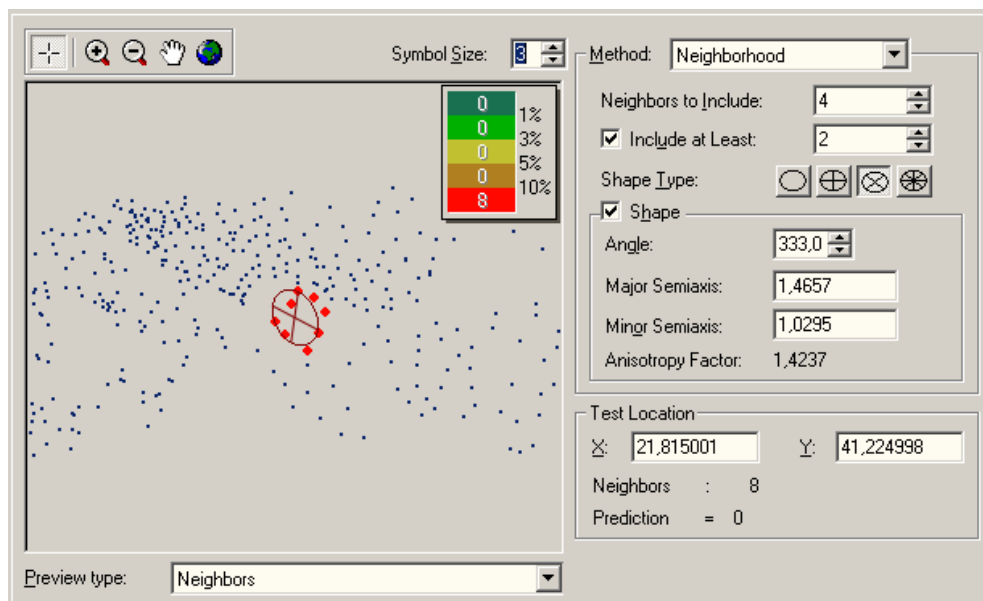 Symbol Size: 3
0
0
0
0
8
1%
3%
5%
10%
Preview type: Neighbors
Method: Neighborhood
Neighbors to Include: 4
Include at Least: 2
Shape Type:
Shape
Angle: 333,0
Major Semiaxis: 1,4657
Minor Semiaxis: 1,0295
Anisotropy Factor: 1,4237
Test Location
X: 21,815001 Y: 41,224998
Neighbors : 8
Prediction = 0